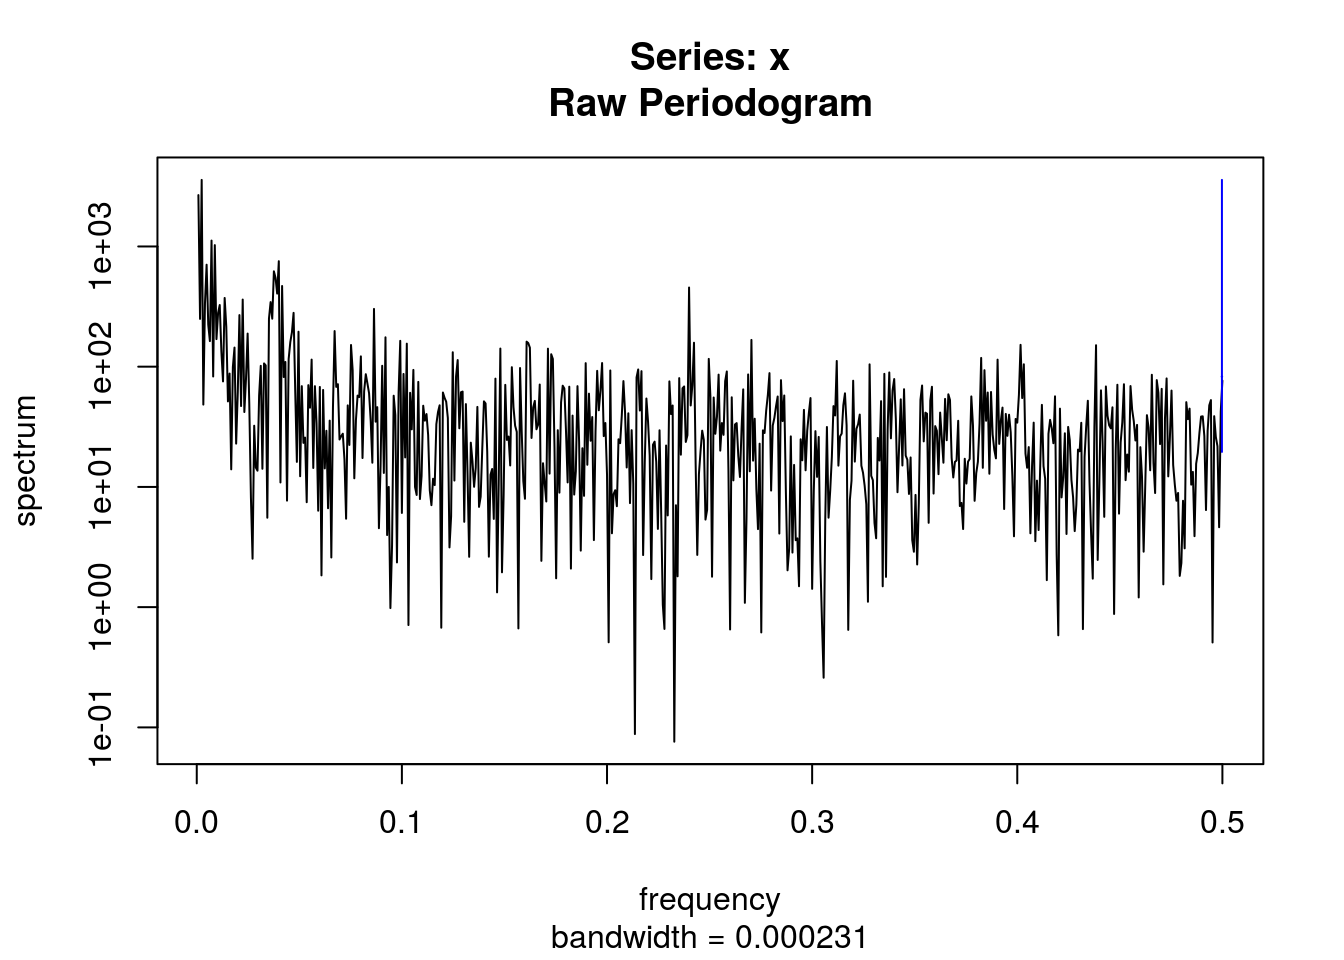 Series: x
Raw Periodogram
spectrum
1e+03
1e+02
1e+01
1e+00
1e-01
0.0 0.1 0.2 0.3 0.4 0.5
frequency
bandwidth = 0.000231